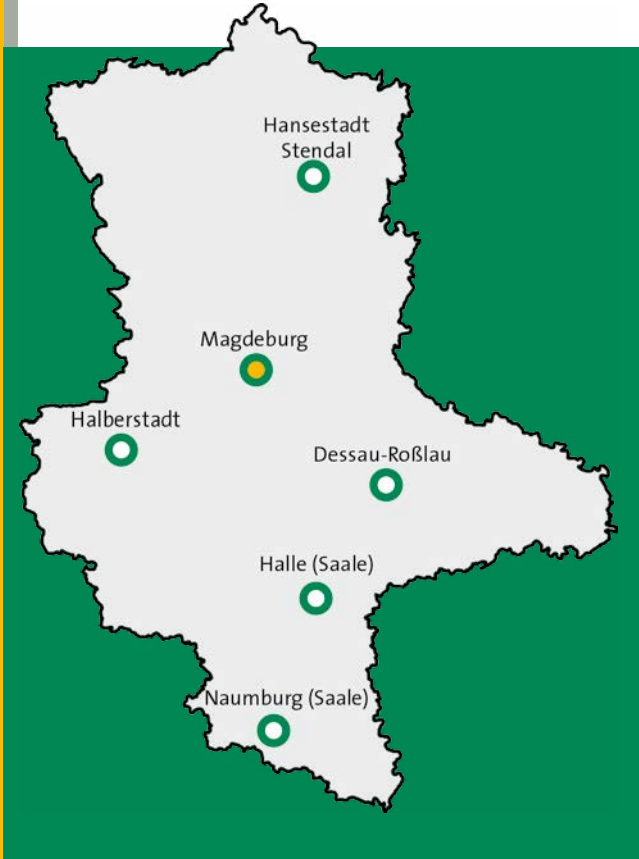 Hansestadt
Stendal
Magdeburg
Halberstadt
Dessau-Roßlau
Halle (Saale)
Naumburg (Saale)